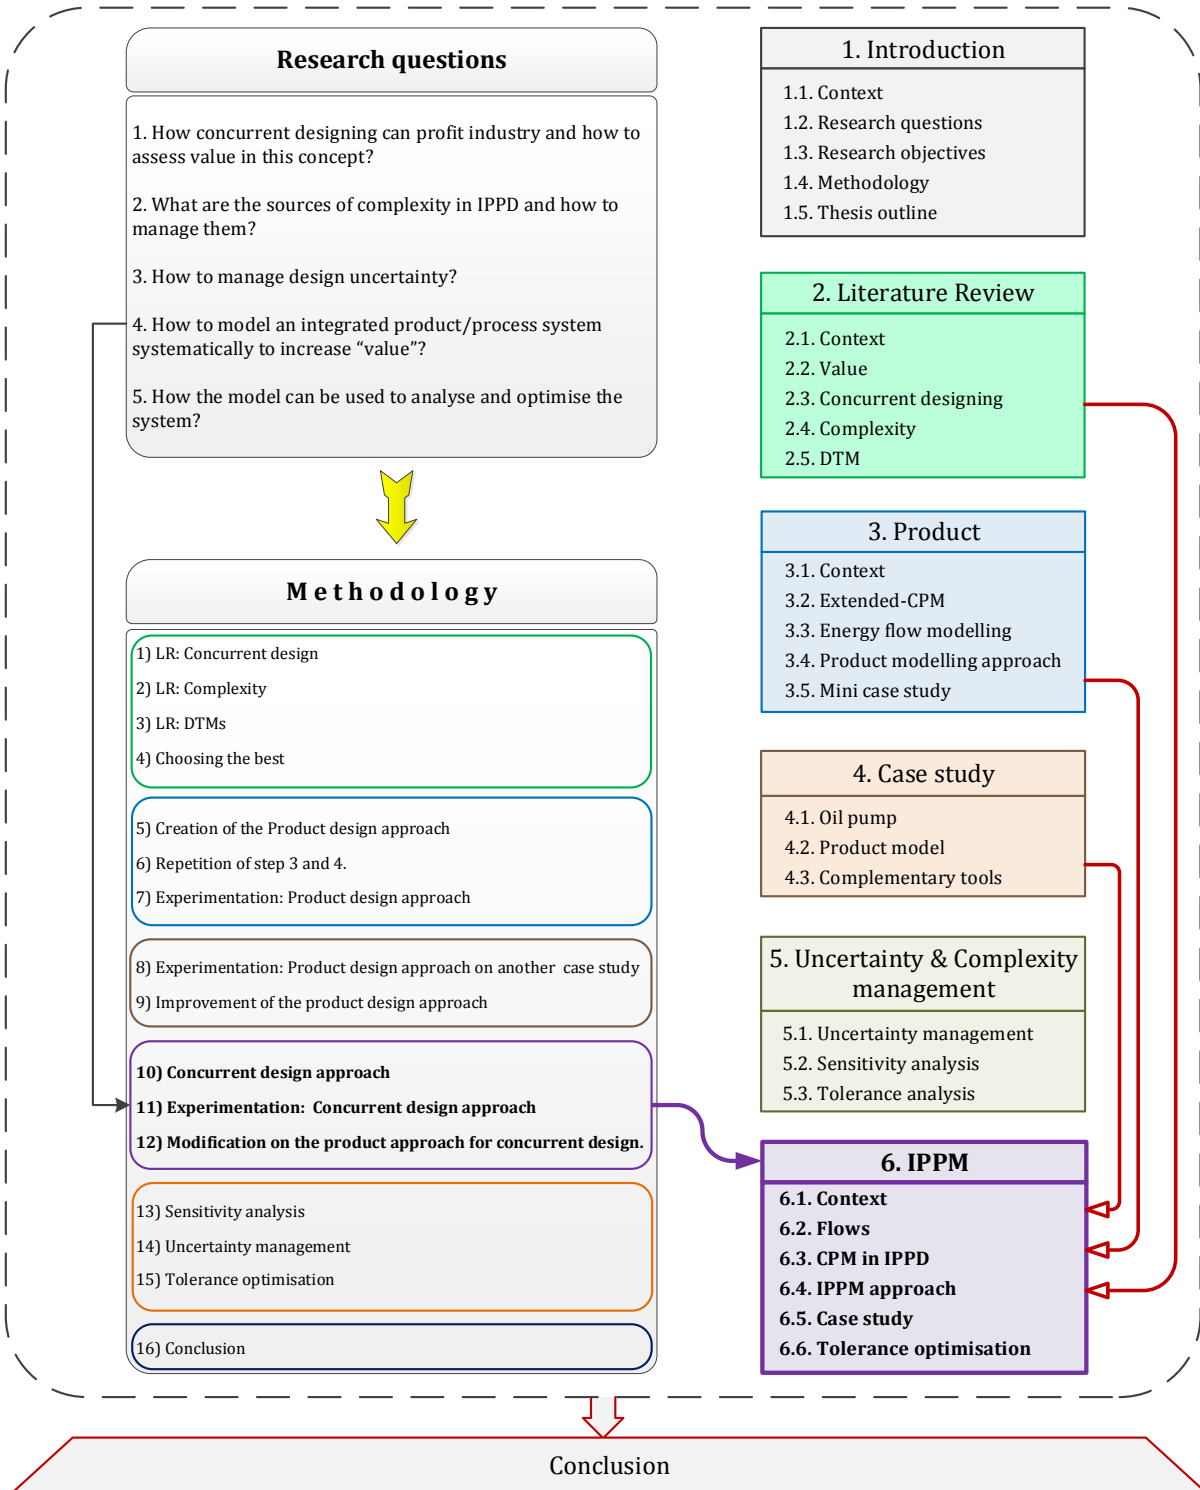 Research questions
1. How concurrent designing can profit industry and how to
assess value in this concept?
2. What are the sources of complexity in IPPD and how to
manage them?
3. How to manage design uncertainty?
4. How to model an integrated product/process system
systematically to increase “value”?
5. How the model can be used to analyse and optimise the
system?
Methodology
1) LR: Concurrent design
2) LR: Complexity
3) LR: DTMs
4) Choosing the best
5) Creation of the Product design approach
6) Repetition of step 3 and 4.
7) Experimentation: Product design approach
8) Experimentation: Product design approach on another case study
9) Improvement of the product design approach
10) Concurrent design approach
11) Experimentation: Concurrent design approach
12) Modification on the product approach for concurrent design.
13) Sensitivity analysis
14) Uncertainty management
15) Tolerance optimisation
16) Conclusion
1. Introduction
1.1. Context
1.2. Research questions
1.3. Research objectives
1.4. Methodology
1.5. Thesis outline
2. Literature Review
2.1. Context
2.2. Value
2.3. Concurrent designing
2.4. Complexity
2.5. DTM
3. Product
3.1. Context
3.2. Extended-CPM
3.3. Energy flow modelling
3.4. Product modelling approach
3.5. Mini case study
4. Case study
4.1. Oil pump
4.2. Product model
4.3. Complementary tools
5. Uncertainty & Complexity
management
5.1. Uncertainty management
5.2. Sensitivity analysis
5.3. Tolerance analysis
6. IPPM
6.1. Context
6.2. Flows
6.3. CPM in IPPD
6.4. IPPM approach
6.5. Case study
6.6. Tolerance optimisation
Conclusion